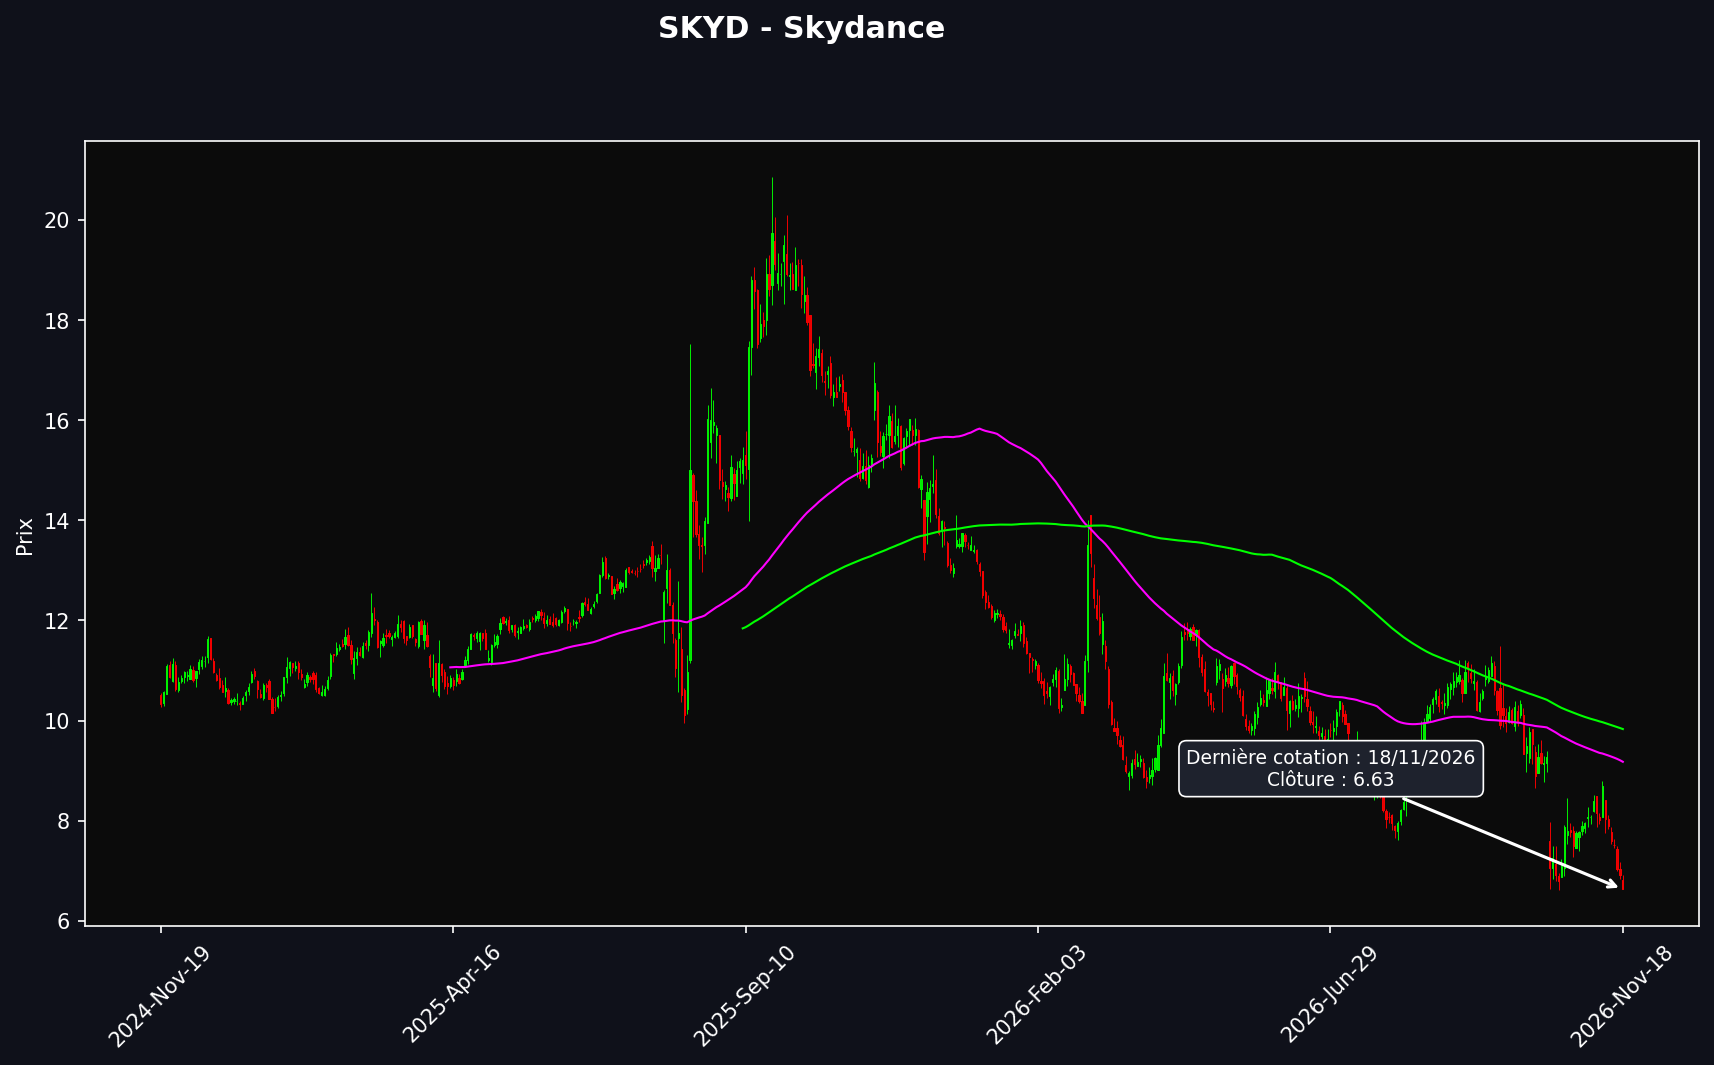 SKYD - Skydance
Prix
20
18
16
14
12
10
8
6
Dernière cotation : 18/11/2026
Clôture : 6.63
2024-Nov-19
2025-Apr-16
2025-Sep-10
2026-Feb-03
2026-Jun-29
2026-Nov-18